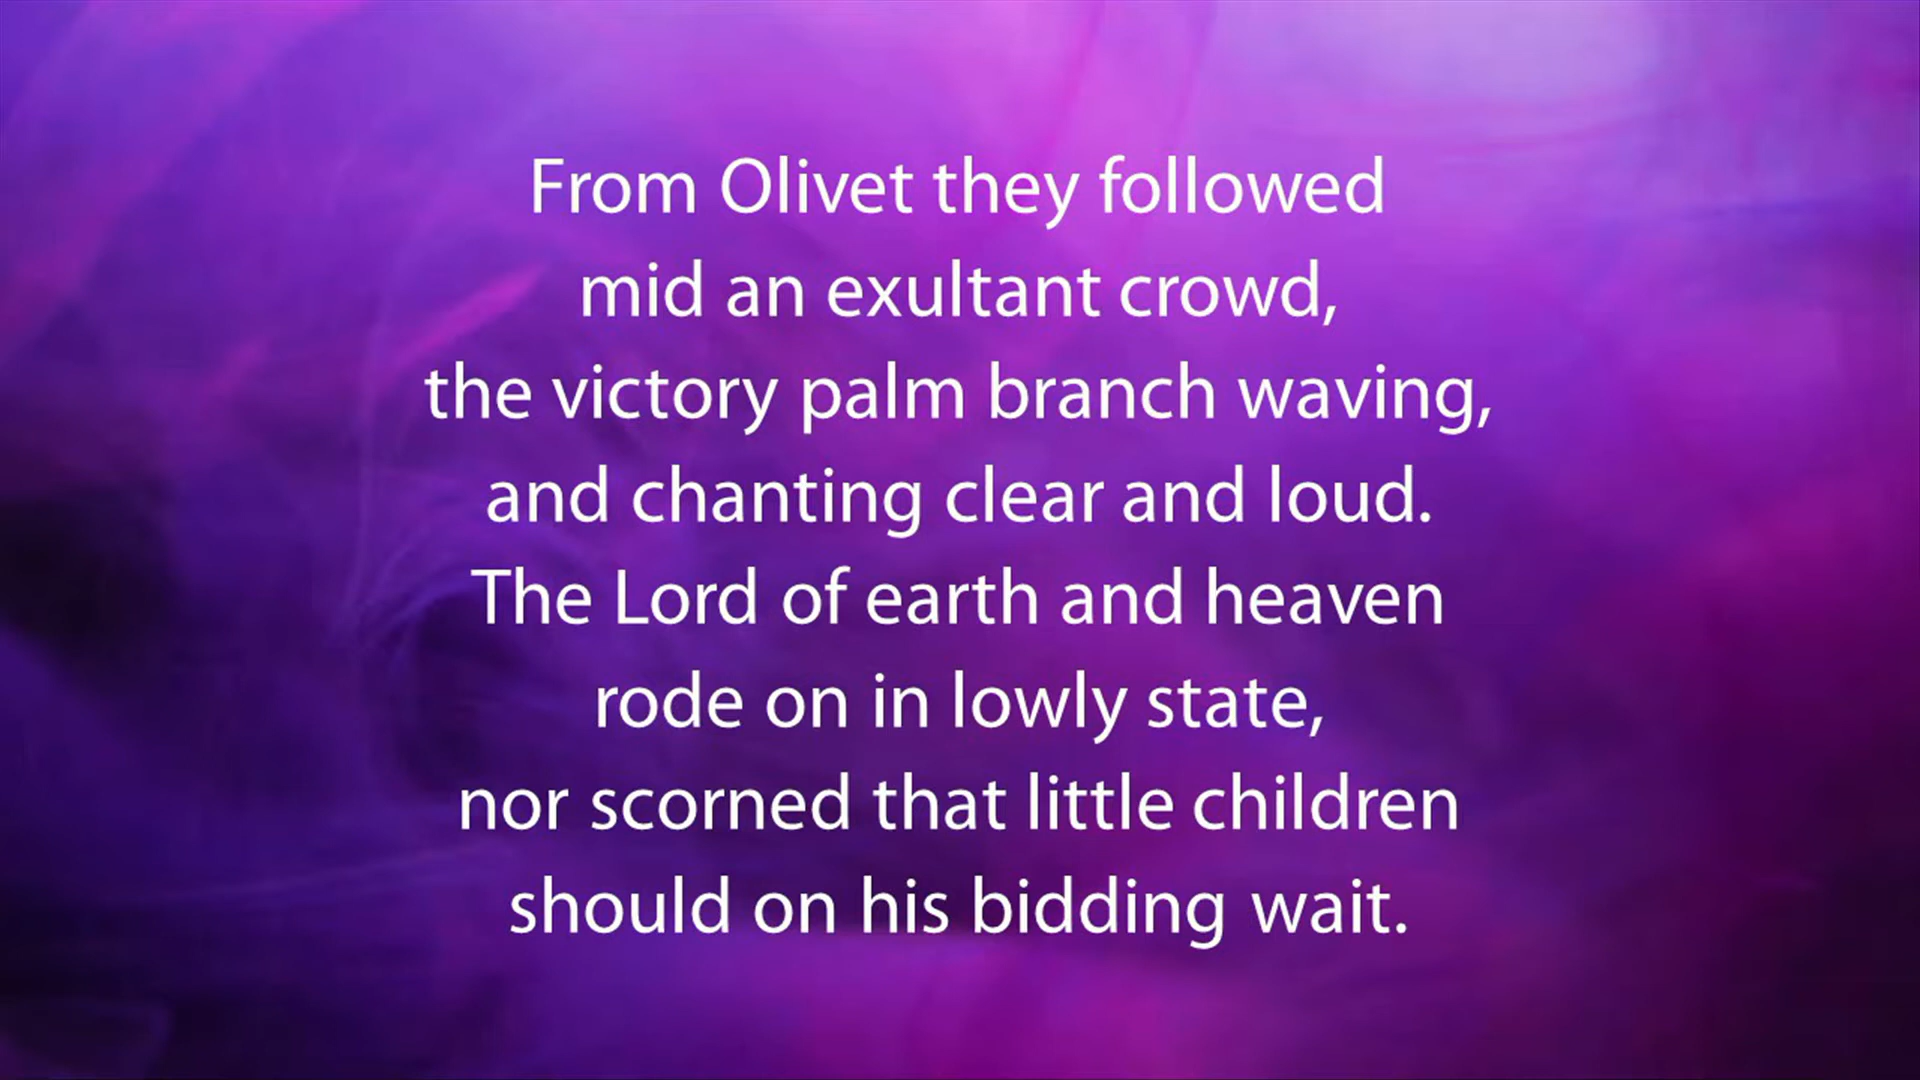 From Olivet they followed
mid an exultant crowd,
the victory palm branch waving,
and chanting clear and loud.
The Lord of earth and heaven
rode on in lowly state,
nor scorned that little children
should on his bidding wait.